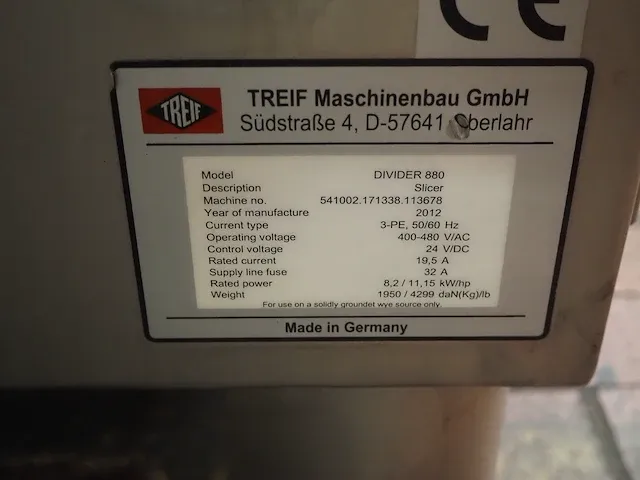 CE
TREIF
TREIF Maschinenbau GmbH
Südstraße 4, D-57641 Oberlahr
Model DIVIDER 880
Description Slicer
Machine no. 541002.171338.113678
Year of manufacture 2012
Current type 3-PE, 50/60 Hz
Operating voltage 400-480 V/AC
Control voltage 24 V/DC
Rated current 19,5 A
Supply line fuse 32 A
Rated power 8,2 / 11,15 kW/hp
Weight 1950 / 4299 daN(Kg)/lb
For use on a solidly groundet wye source only.
Made in Germany